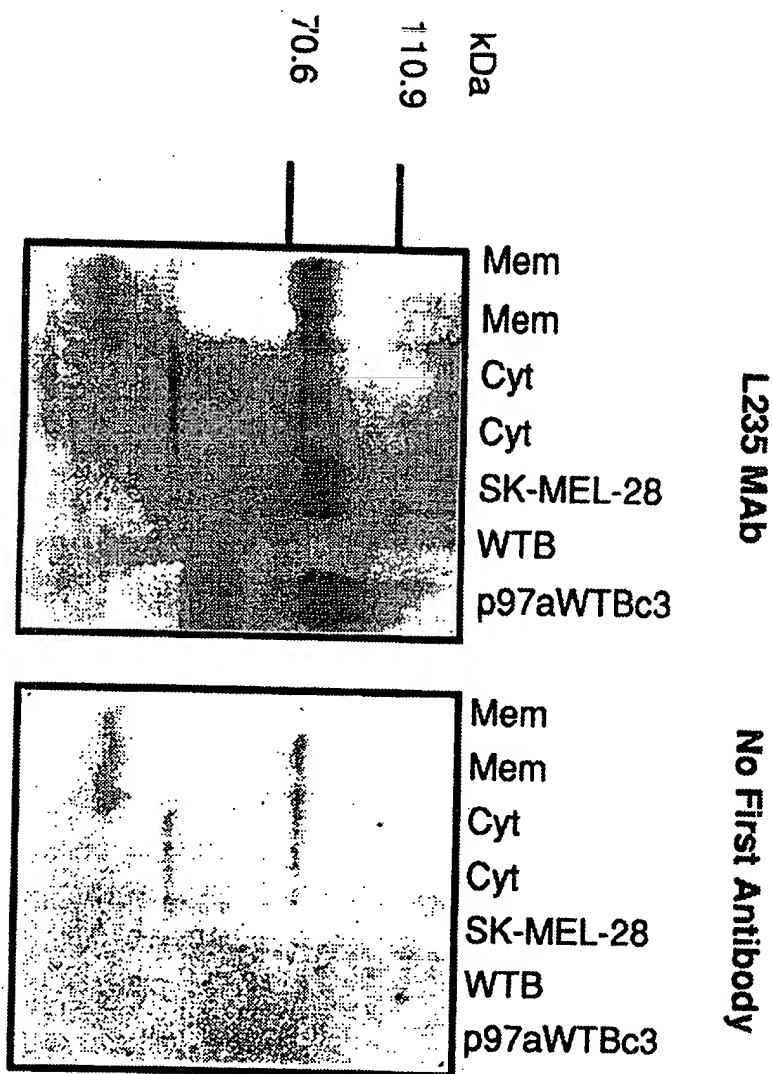 L235 MAb
No First Antibody
kDa
110.9
70.6
Mem
Mem
Cyt
Cyt
SK-MEL-28
WTB
p97aWTBc3
Mem
Mem
Cyt
Cyt
SK-MEL-28
WTB
p97aWTBc3